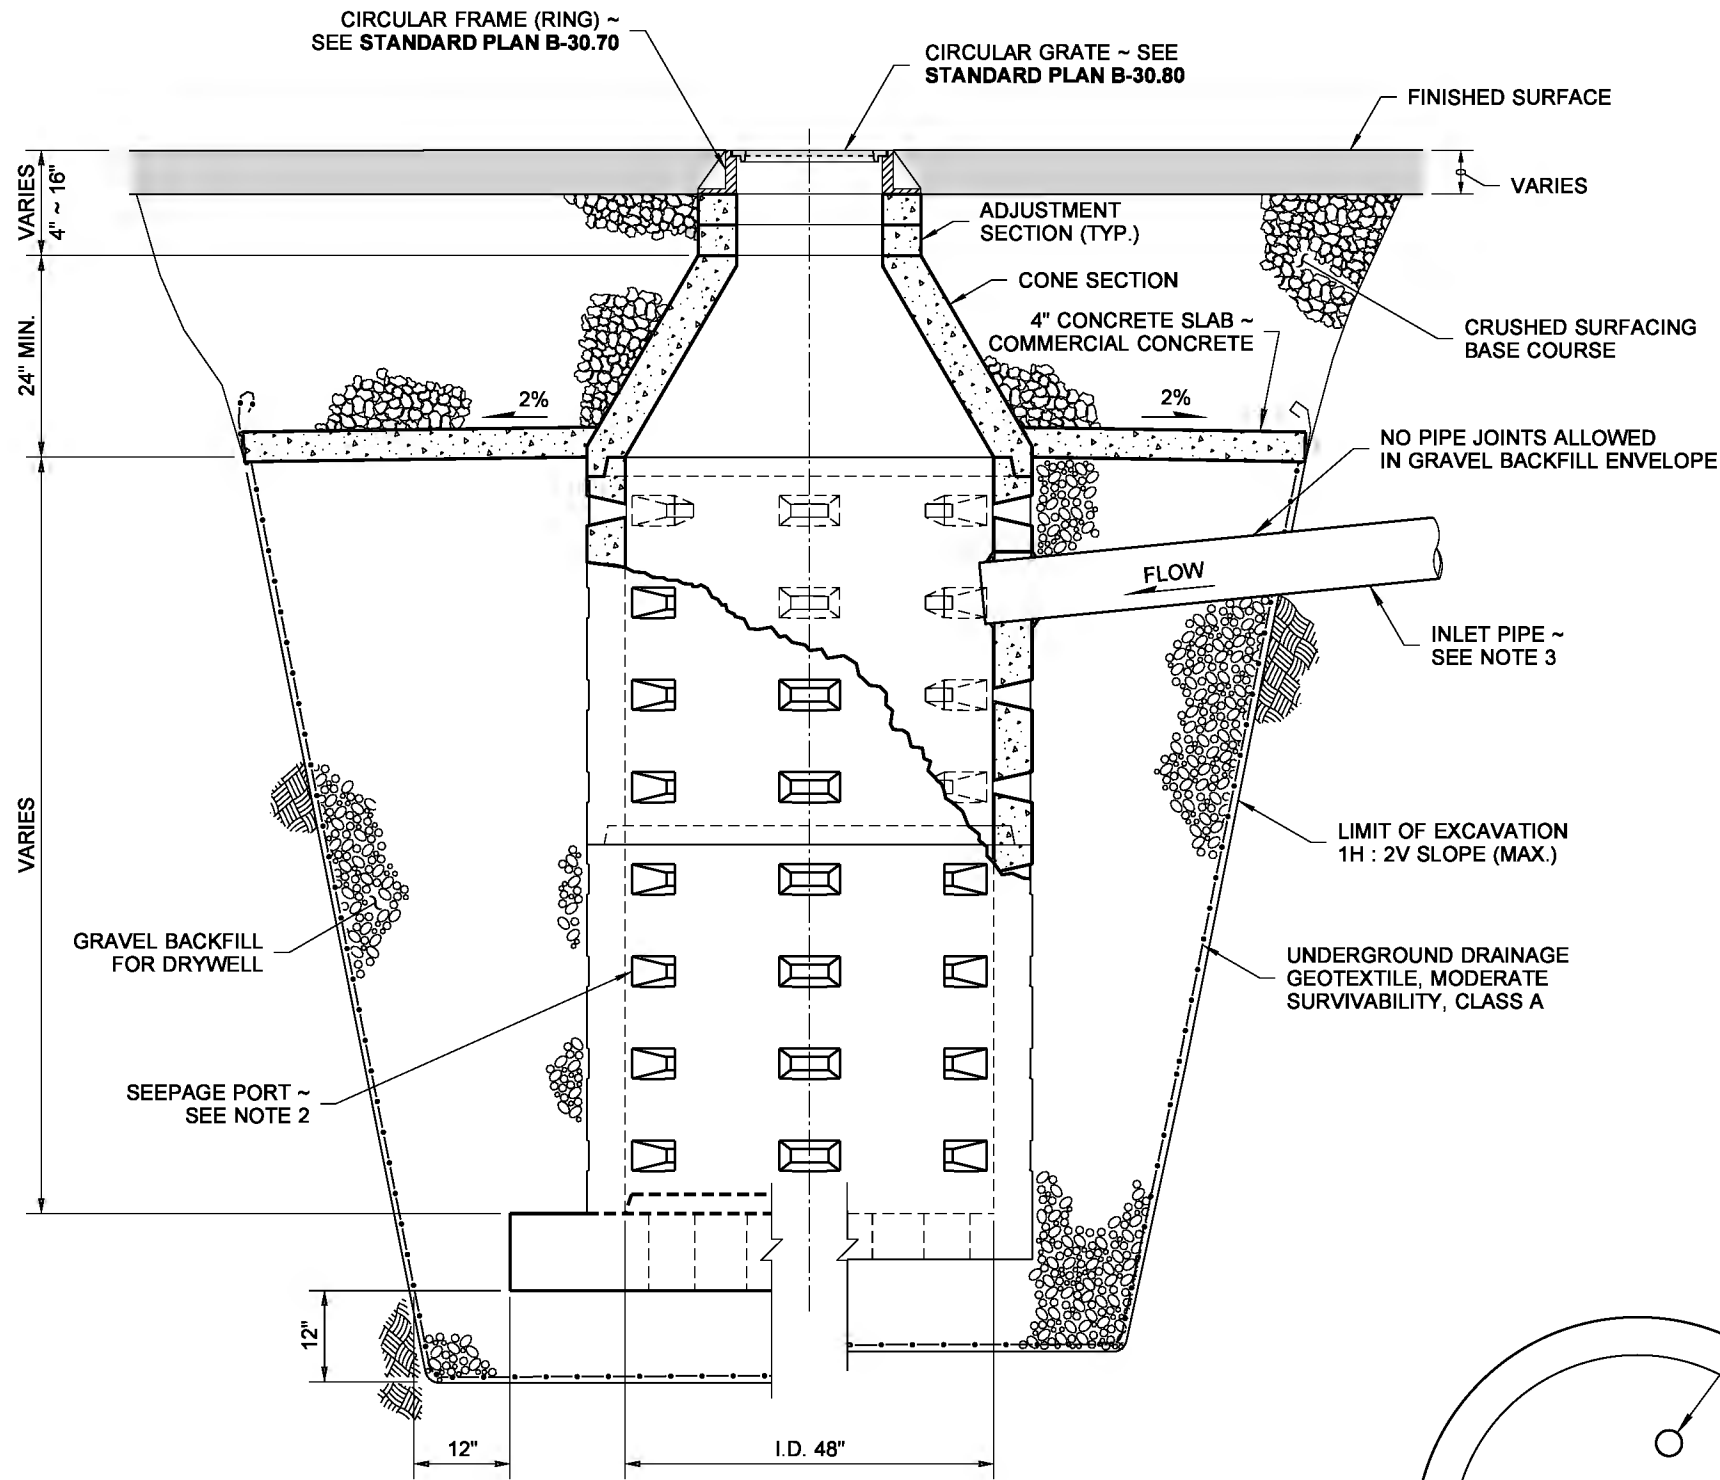 CIRCULAR FRAME (RING) ~
SEE STANDARD PLAN B-30.70
CIRCULAR GRATE ~ SEE
STANDARD PLAN B-30.80
FINISHED SURFACE
VARIES
4" ~ 16"
VARIES
ADJUSTMENT
SECTION (TYP.)
CONE SECTION
24" MIN.
4" CONCRETE SLAB ~
COMMERCIAL CONCRETE
CRUSHED SURFACING
BASE COURSE
2%
2%
NO PIPE JOINTS ALLOWED
IN GRAVEL BACKFILL ENVELOPE
FLOW
INLET PIPE ~
SEE NOTE 3
VARIES
LIMIT OF EXCAVATION
1H : 2V SLOPE (MAX.)
GRAVEL BACKFILL
FOR DRYWELL
UNDERGROUND DRAINAGE
GEOTEXTILE, MODERATE
SURVIVABILITY, CLASS A
SEEPAGE PORT ~
SEE NOTE 2
12"
12"
I.D. 48"